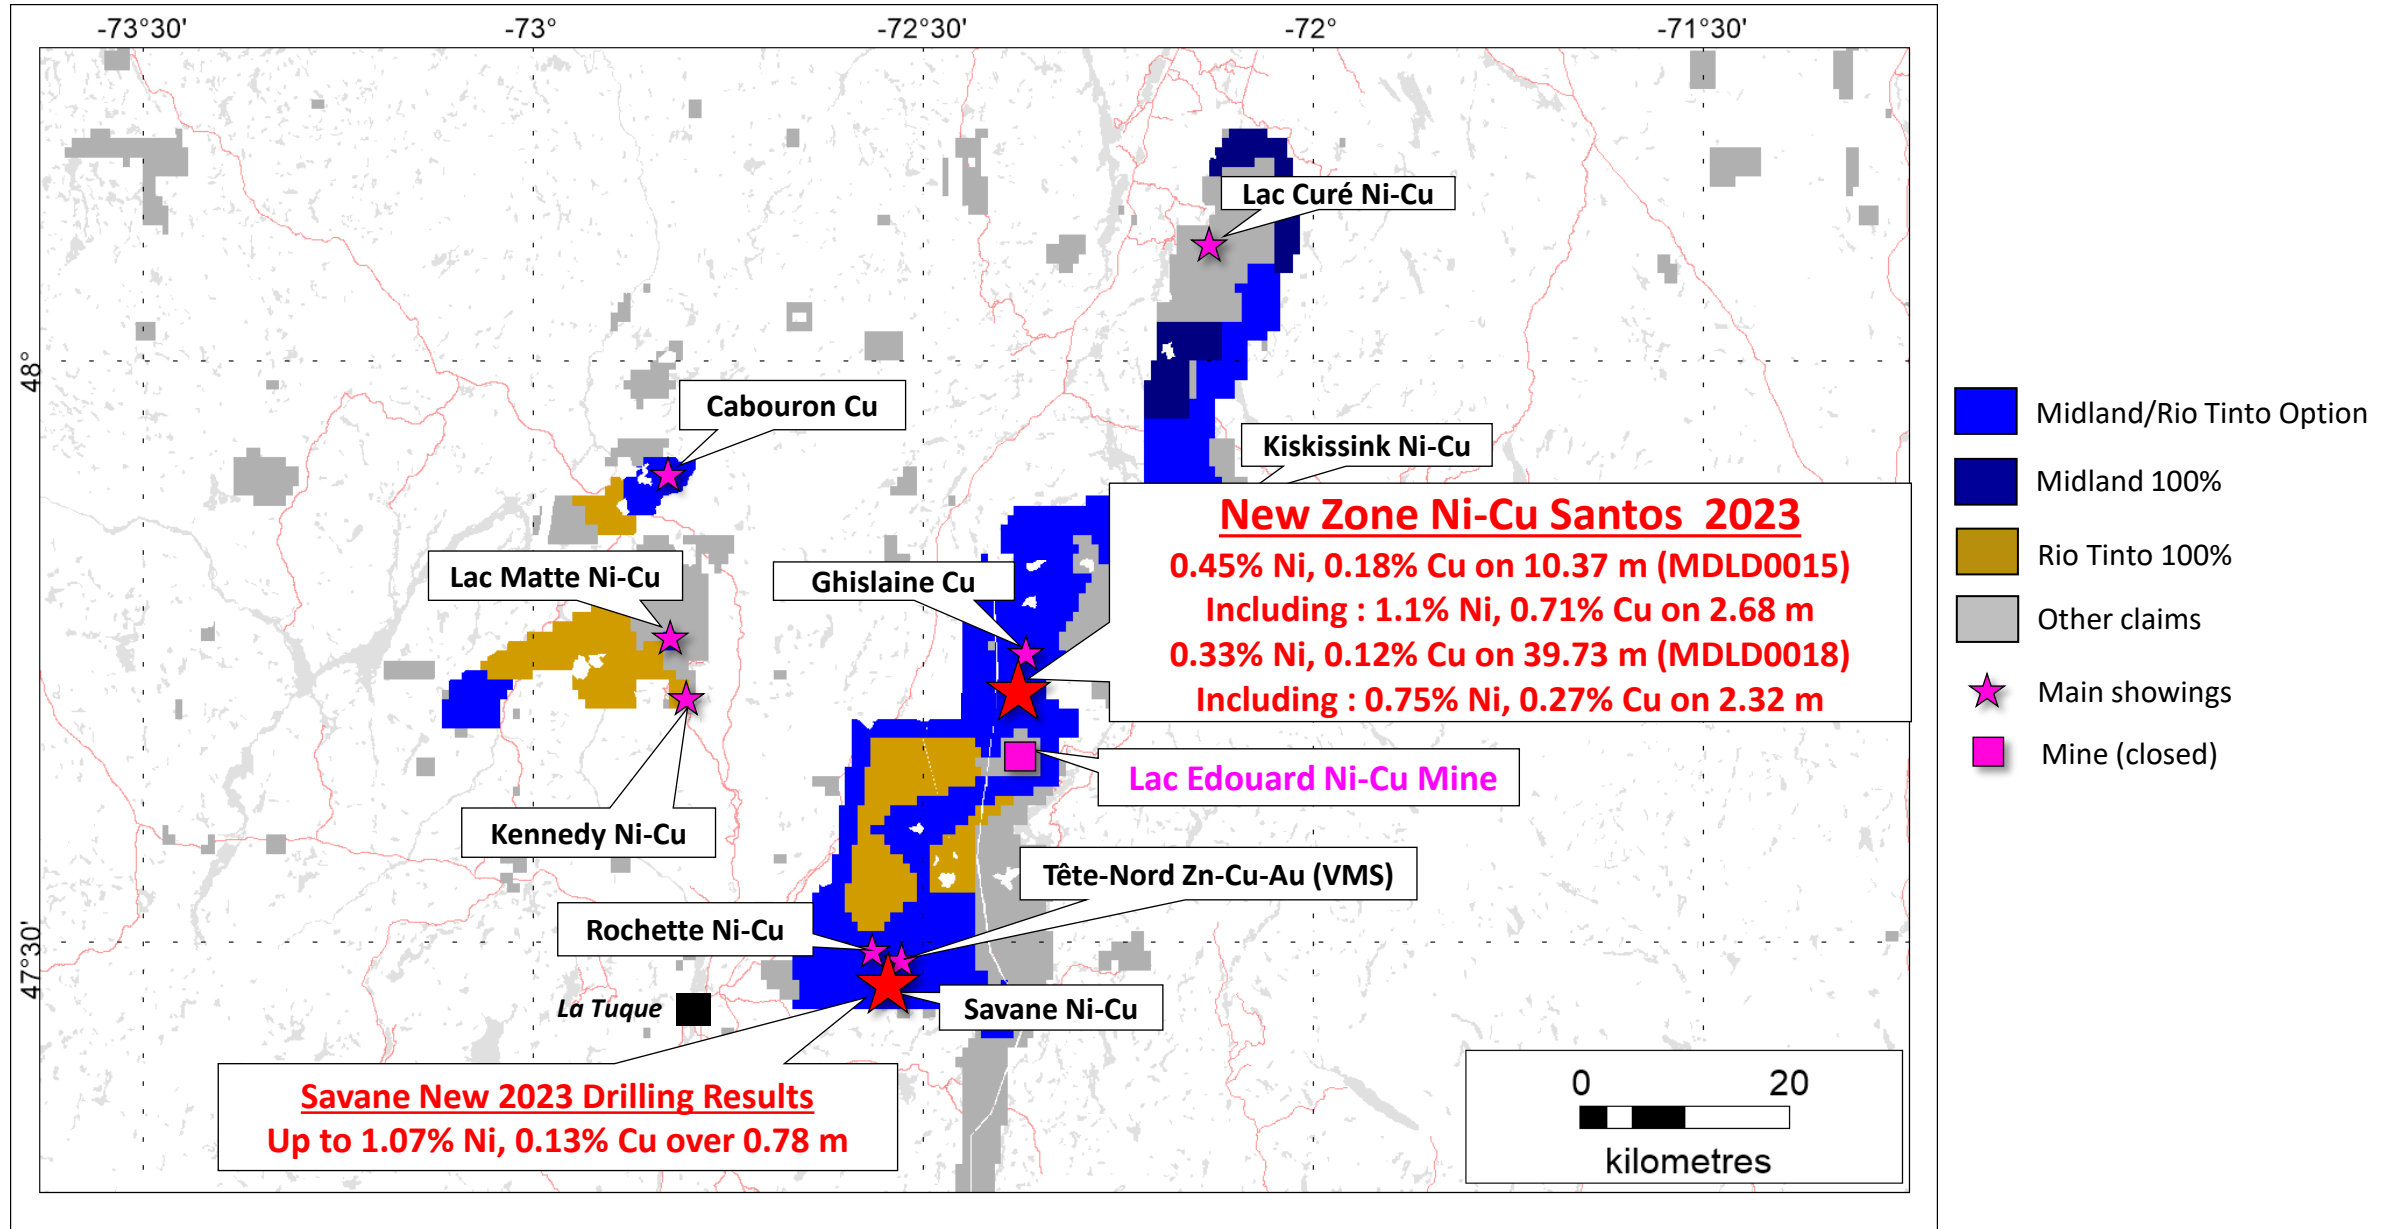 -73°30'
-73°
-72°30'
-72°
-71°30'
48°
47°30'
Lac Curé Ni-Cu
Cabouron Cu
Kiskissink Ni-Cu
New Zone Ni-Cu Santos 2023
0.45% Ni, 0.18% Cu on 10.37 m (MDLD0015)
Including : 1.1% Ni, 0.71% Cu on 2.68 m
0.33% Ni, 0.12% Cu on 39.73 m (MDLD0018)
Including : 0.75% Ni, 0.27% Cu on 2.32 m
Lac Matte Ni-Cu
Ghislaine Cu
Lac Edouard Ni-Cu Mine
Kennedy Ni-Cu
Tête-Nord Zn-Cu-Au (VMS)
Rochette Ni-Cu
La Tuque
Savane Ni-Cu
Savane New 2023 Drilling Results
Up to 1.07% Ni, 0.13% Cu over 0.78 m
0 20
kilometres
Midland/Rio Tinto Option
Midland 100%
Rio Tinto 100%
Other claims
Main showings
Mine (closed)